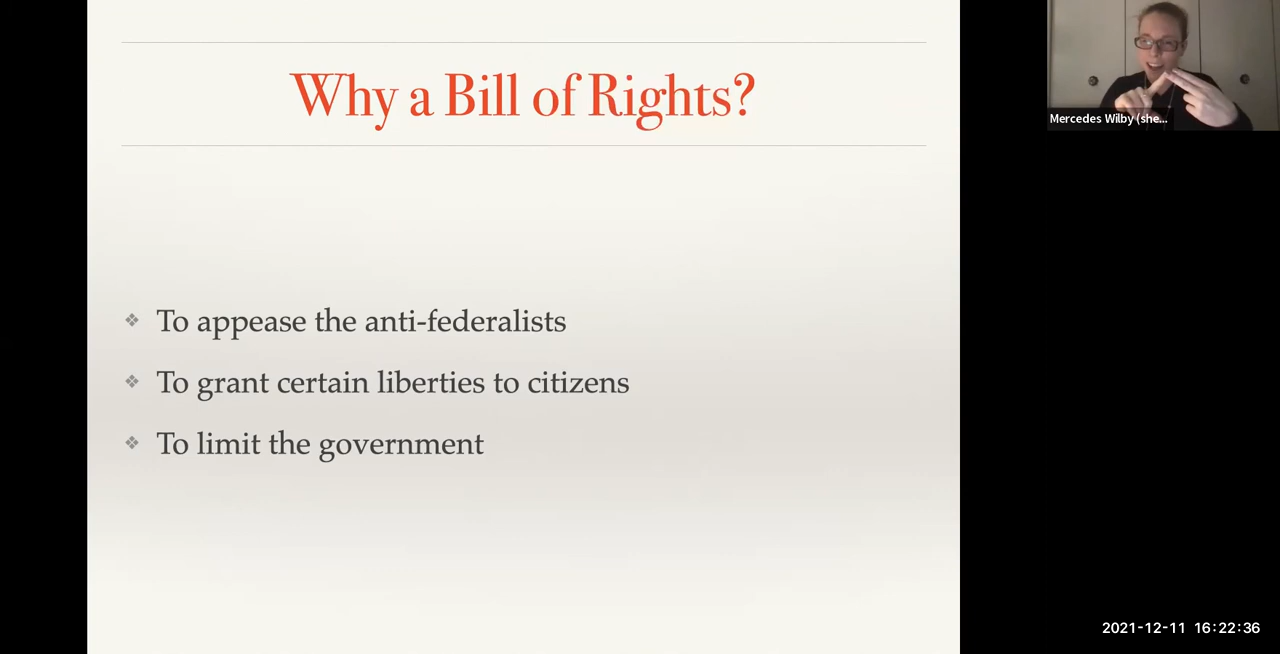 Why a Bill of Rights?
Mercedes Wilby (she...
❖ To appease the anti-federalists
❖ To grant certain liberties to citizens
❖ To limit the government
2021-12-11 16:22:36